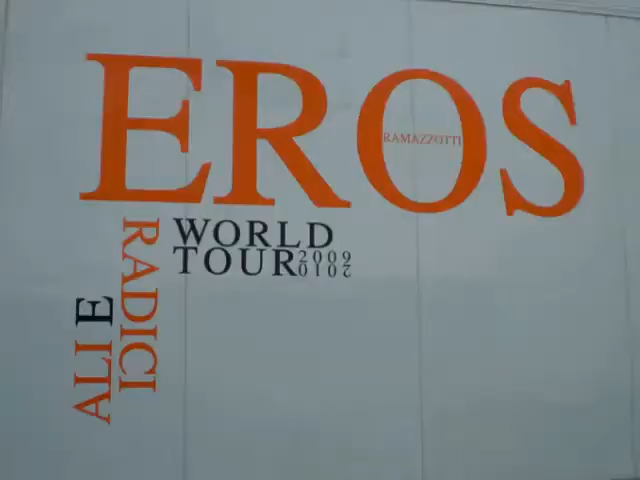 EROS
RAMAZZOTTI
WORLD
TOUR 2009
2010
ALI E
RADICI